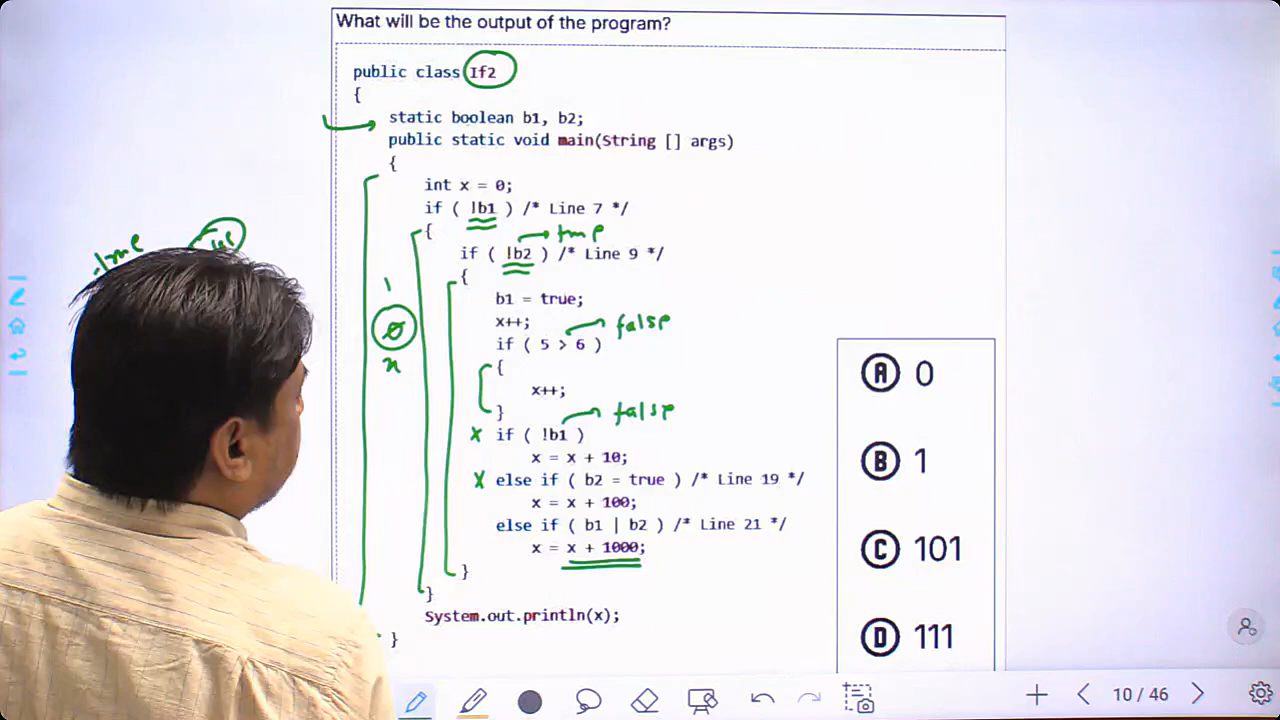 What will be the output of the program?
public class If2
{
static boolean b1, b2;
public static void main(String [] args)
{
int x = 0;
if ( !b1 ) /* Line 7 */
{
true
if ( !b2 ) /* Line 9 */
{
b1 = true;
x++;
false
if ( 5 > 6 )
{
x++;
}
false
x if ( !b1 )
x = x + 10;
x else if ( b2 = true ) /* Line 19 */
x = x + 100;
else if ( b1 | b2 ) /* Line 21 */
x = x + 1000;
}
}
System.out.println(x);
}
true
1
0
x
A 0
B 1
C 101
D 111
10 / 46